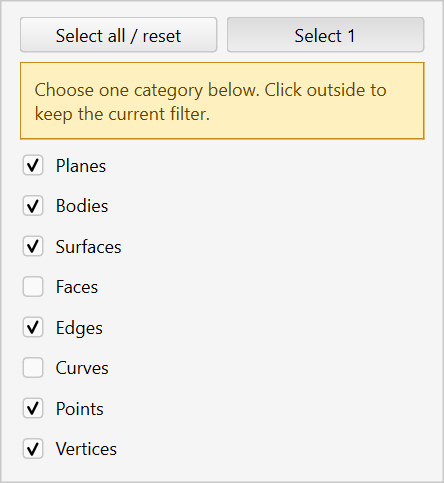 Select all / reset
Select 1
Choose one category below. Click outside to
keep the current filter.
Planes
Bodies
Surfaces
Faces
Edges
Curves
Points
Vertices